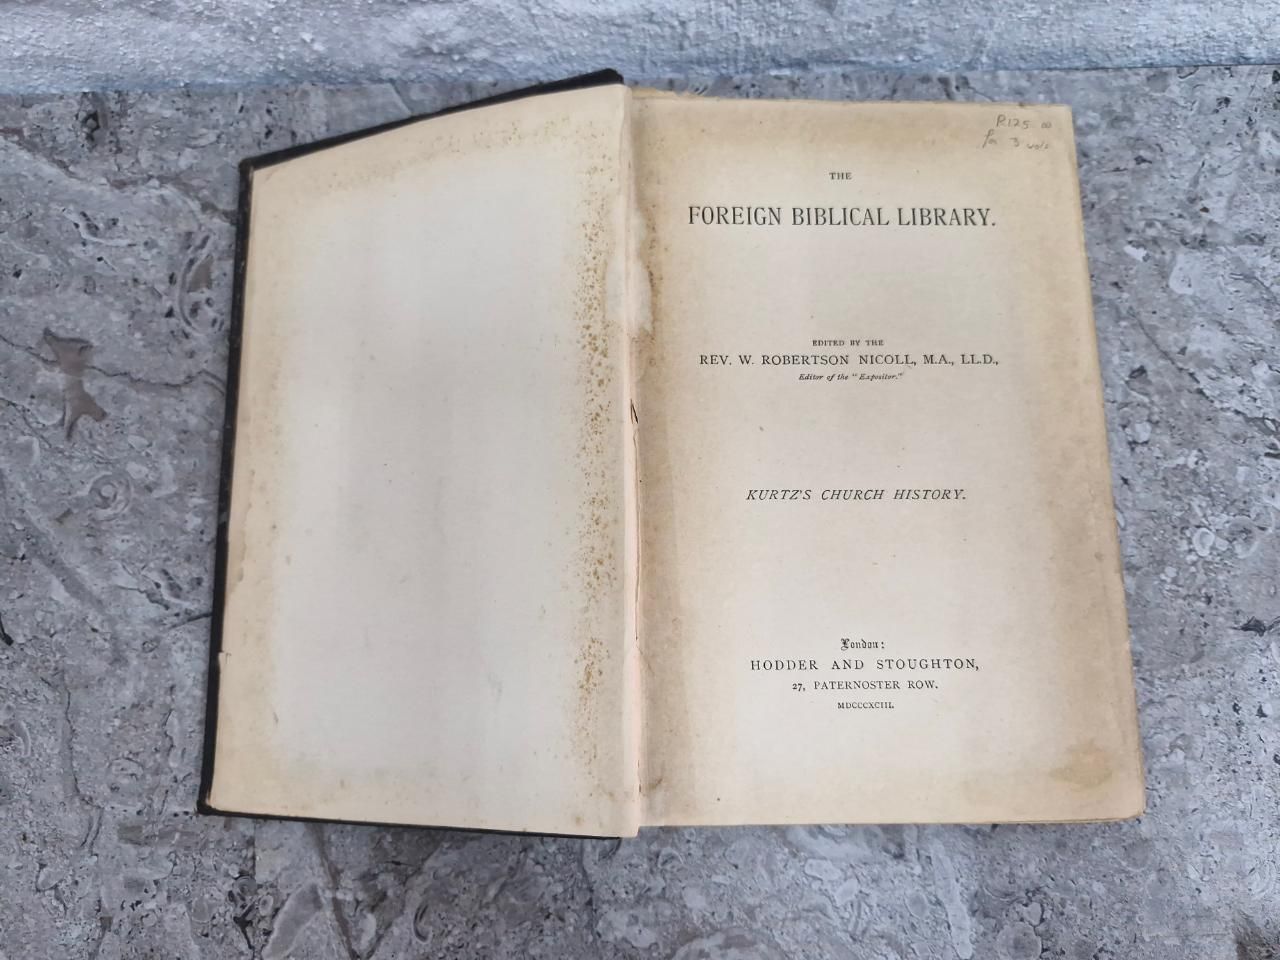 R125 00
for 3 vols
THE
FOREIGN BIBLICAL LIBRARY.
EDITED BY THE
REV. W. ROBERTSON NICOLL, M.A., LL.D.,
Editor of the "Expositor."
KURTZ'S CHURCH HISTORY.
London:
HODDER AND STOUGHTON,
27, PATERNOSTER ROW.
MDCCCXCIII.